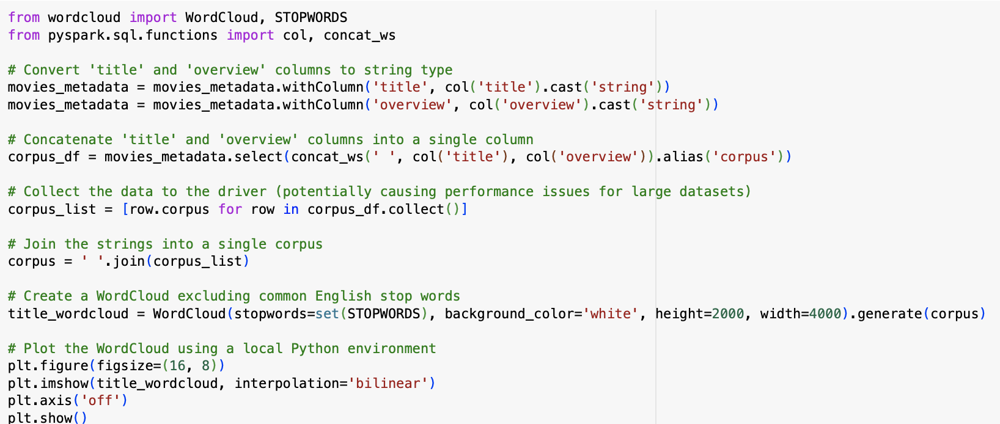 from wordcloud import WordCloud, STOPWORDS
from pyspark.sql.functions import col, concat_ws

# Convert 'title' and 'overview' columns to string type
movies_metadata = movies_metadata.withColumn('title', col('title').cast('string'))
movies_metadata = movies_metadata.withColumn('overview', col('overview').cast('string'))

# Concatenate 'title' and 'overview' columns into a single column
corpus_df = movies_metadata.select(concat_ws(' ', col('title'), col('overview')).alias('corpus'))

# Collect the data to the driver (potentially causing performance issues for large datasets)
corpus_list = [row.corpus for row in corpus_df.collect()]

# Join the strings into a single corpus
corpus = ' '.join(corpus_list)

# Create a WordCloud excluding common English stop words
title_wordcloud = WordCloud(stopwords=set(STOPWORDS), background_color='white', height=2000, width=4000).generate(corpus)

# Plot the WordCloud using a local Python environment
plt.figure(figsize=(16, 8))
plt.imshow(title_wordcloud, interpolation='bilinear')
plt.axis('off')
plt.show()